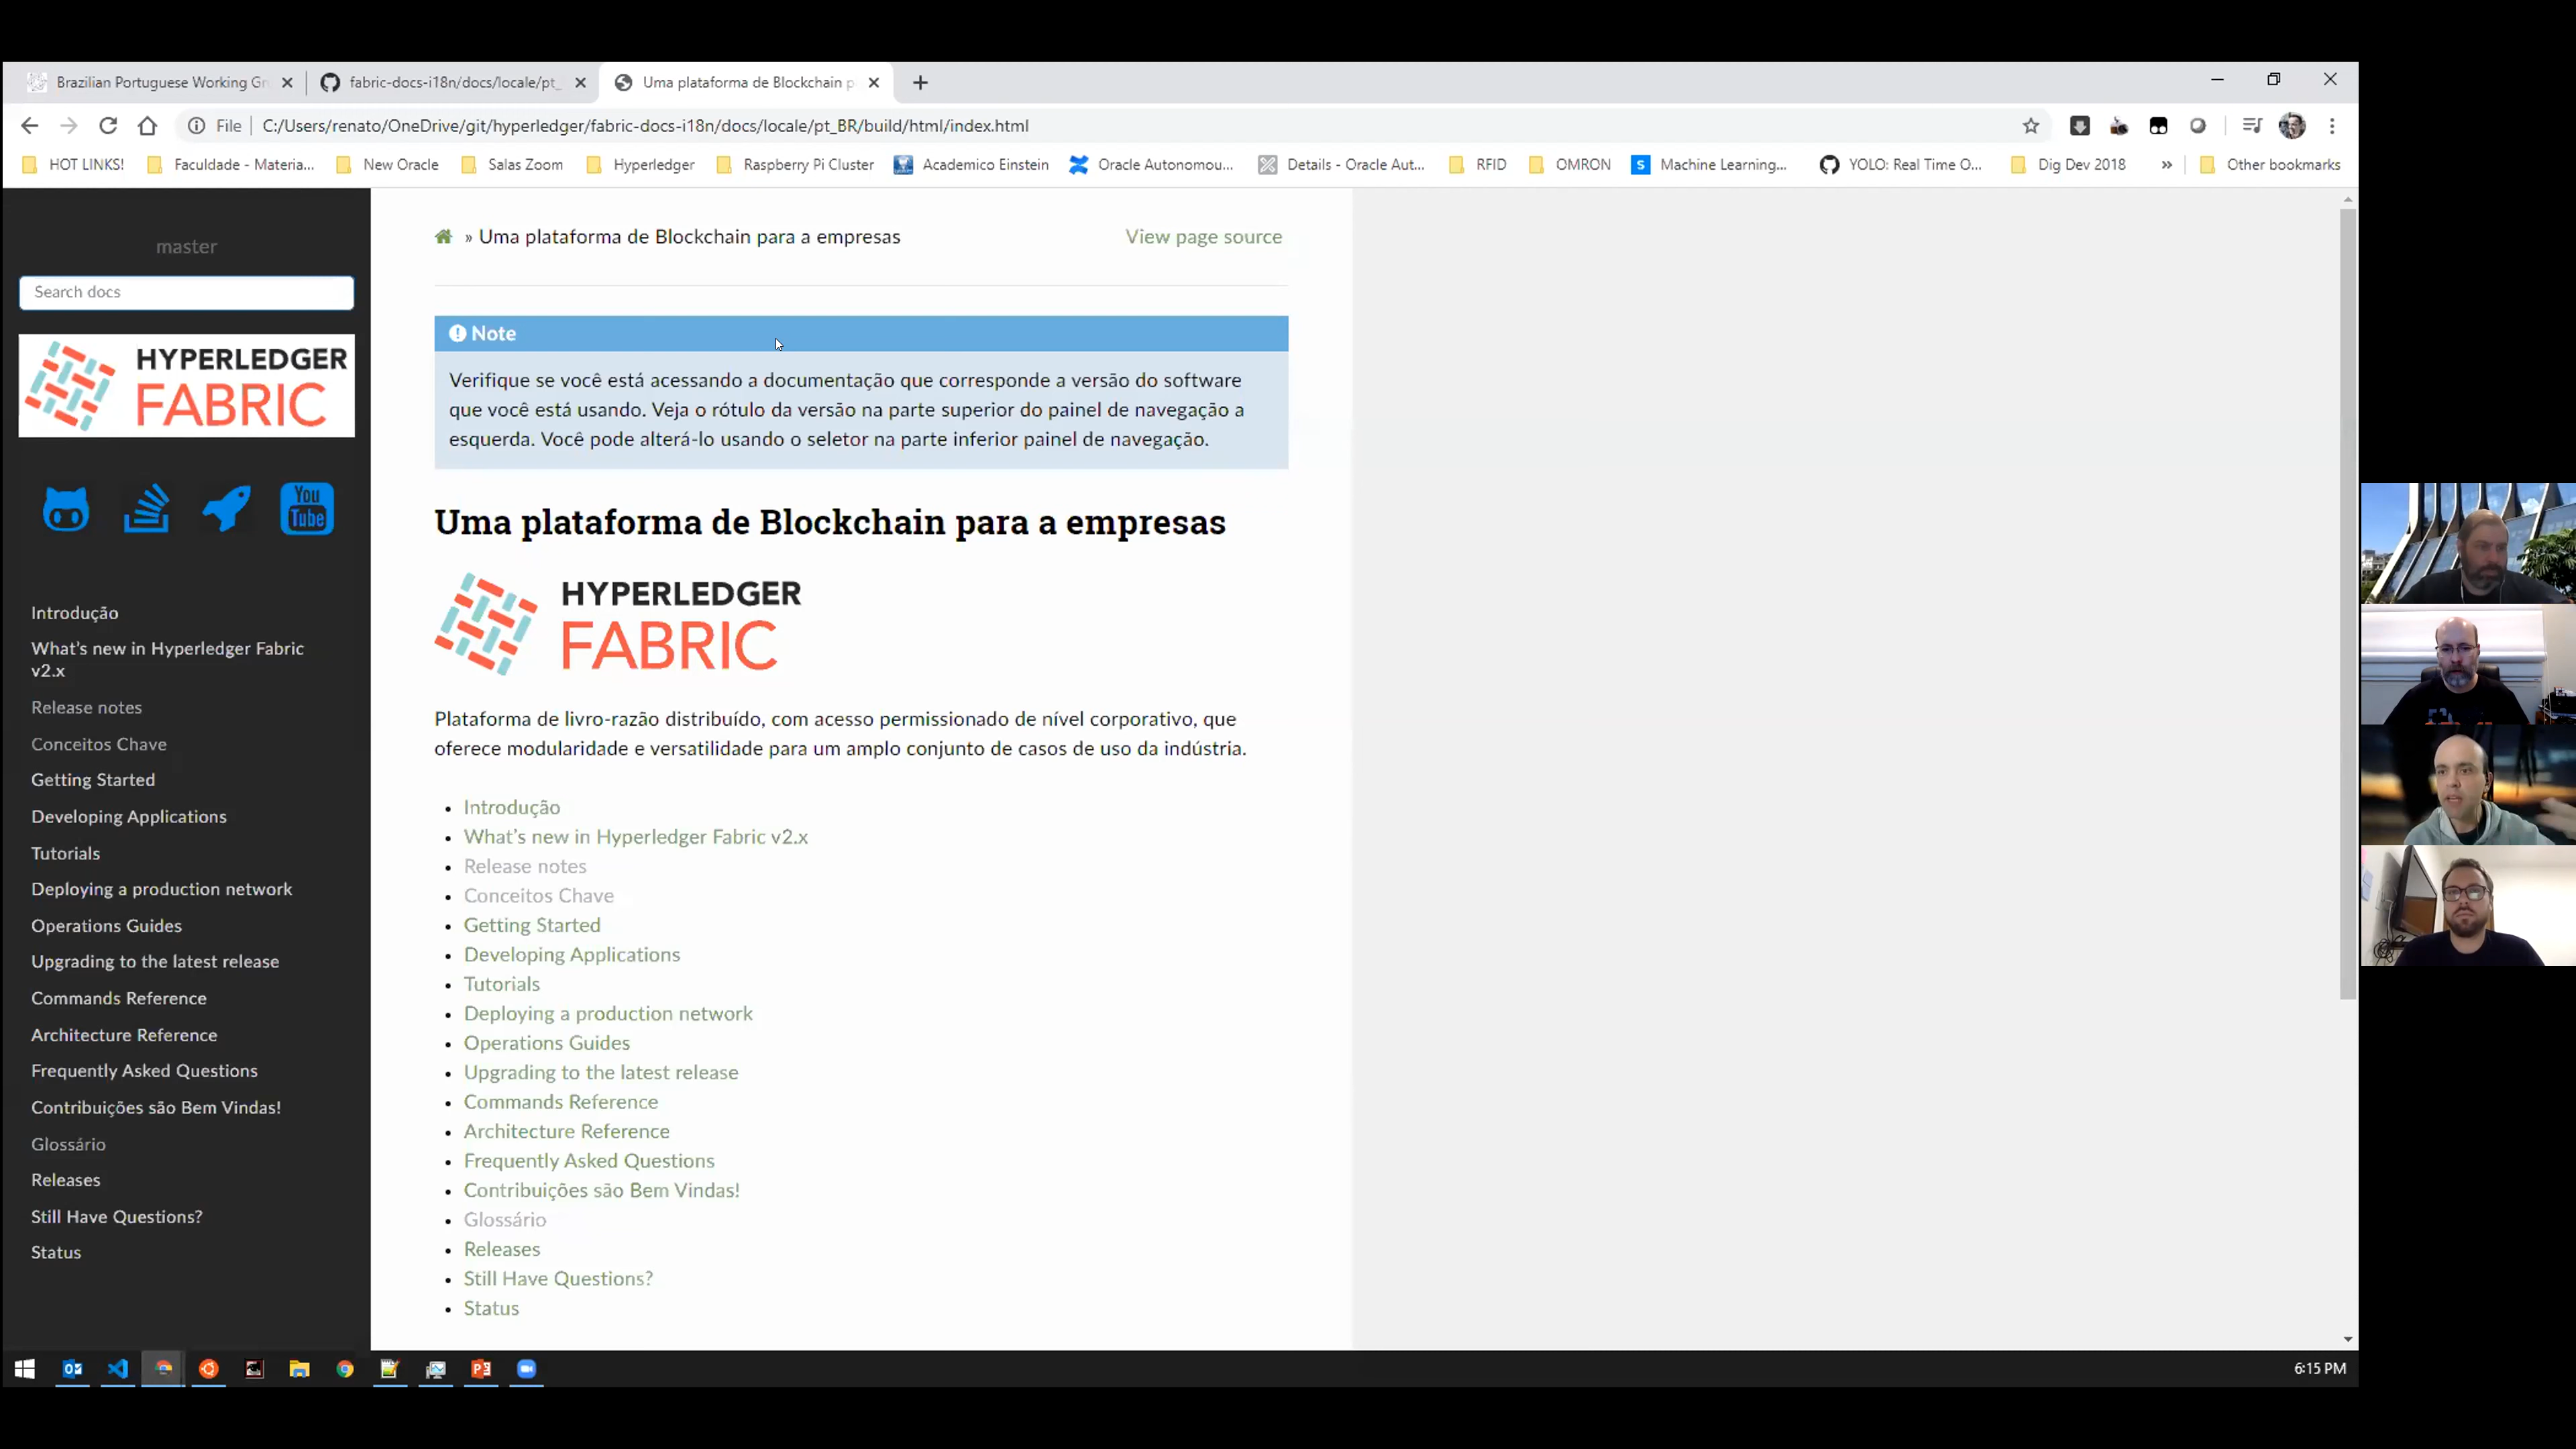 Brazilian Portuguese Working Gr
fabric-docs-i18n/docs/locale/pt_
Uma plataforma de Blockchain p
File
C:/Users/renato/OneDrive/git/hyperledger/fabric-docs-i18n/docs/locale/pt_BR/build/html/index.html
HOT LINKS!
Faculdade - Materia...
New Oracle
Salas Zoom
Hyperledger
Raspberry Pi Cluster
Academico Einstein
Oracle Autonomou...
Details - Oracle Aut...
RFID
OMRON
S
Machine Learning...
YOLO: Real Time O...
Dig Dev 2018
»
Other bookmarks
master
Search docs
HYPERLEDGER
FABRIC
You
Tube
Introdução
What's new in Hyperledger Fabric
v2.x
Release notes
Conceitos Chave
Getting Started
Developing Applications
Tutorials
Deploying a production network
Operations Guides
Upgrading to the latest release
Commands Reference
Architecture Reference
Frequently Asked Questions
Contribuições são Bem Vindas!
Glossário
Releases
Still Have Questions?
Status
» Uma plataforma de Blockchain para a empresas
View page source
Note
Verifique se você está acessando a documentação que corresponde a versão do software
que você está usando. Veja o rótulo da versão na parte superior do painel de navegação a
esquerda. Você pode alterá-lo usando o seletor na parte inferior painel de navegação.
Uma plataforma de Blockchain para a empresas
HYPERLEDGER
FABRIC
Plataforma de livro-razão distribuído, com acesso permissionado de nível corporativo, que
oferece modularidade e versatilidade para um amplo conjunto de casos de uso da indústria.
• Introdução
• What's new in Hyperledger Fabric v2.x
• Release notes
• Conceitos Chave
• Getting Started
• Developing Applications
• Tutorials
• Deploying a production network
• Operations Guides
• Upgrading to the latest release
• Commands Reference
• Architecture Reference
• Frequently Asked Questions
• Contribuições são Bem Vindas!
• Glossário
• Releases
• Still Have Questions?
• Status
6:15 PM